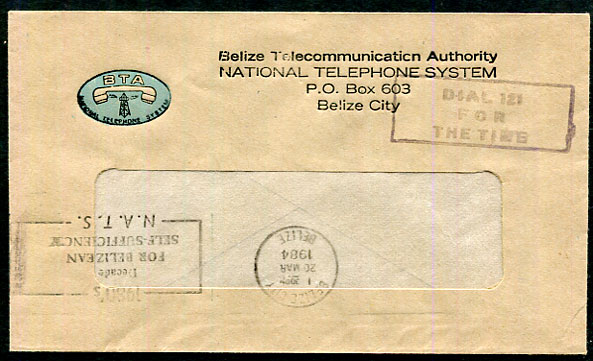 BTA
NATIONAL TELEPHONE SYSTEM
Belize Telecommunication Authority
NATIONAL TELEPHONE SYSTEM
P.O. Box 603
Belize City
DIAL 121
FOR
THE TIME
1980's
Decade
FOR BELIZEAN
SELF-SUFFICIENCY
— N.A.T.S. —
20 MAR
1984
BELIZE